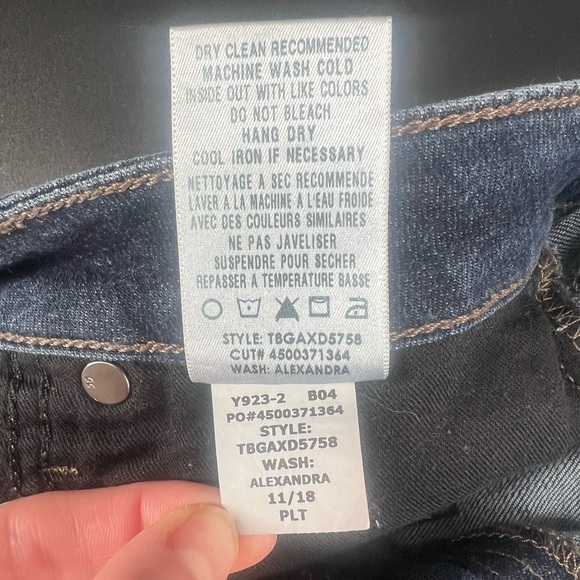 DRY CLEAN RECOMMENDED
MACHINE WASH COLD
INSIDE OUT WITH LIKE COLORS
DO NOT BLEACH
HANG DRY
COOL IRON IF NECESSARY
NETTOYAGE A SEC RECOMMENDE
LAVER A LA MACHINE A L'EAU FROIDE
AVEC DES COULEURS SIMILAIRES
NE PAS JAVELISER
SUSPENDRE POUR SECHER
REPASSER A TEMPERATURE BASSE
STYLE: TBGAXD5758
CUT# 4500371364
WASH: ALEXANDRA
Y923-2 B04
PO#4500371364
STYLE:
TBGAXD5758
WASH:
ALEXANDRA
11/18
PLT